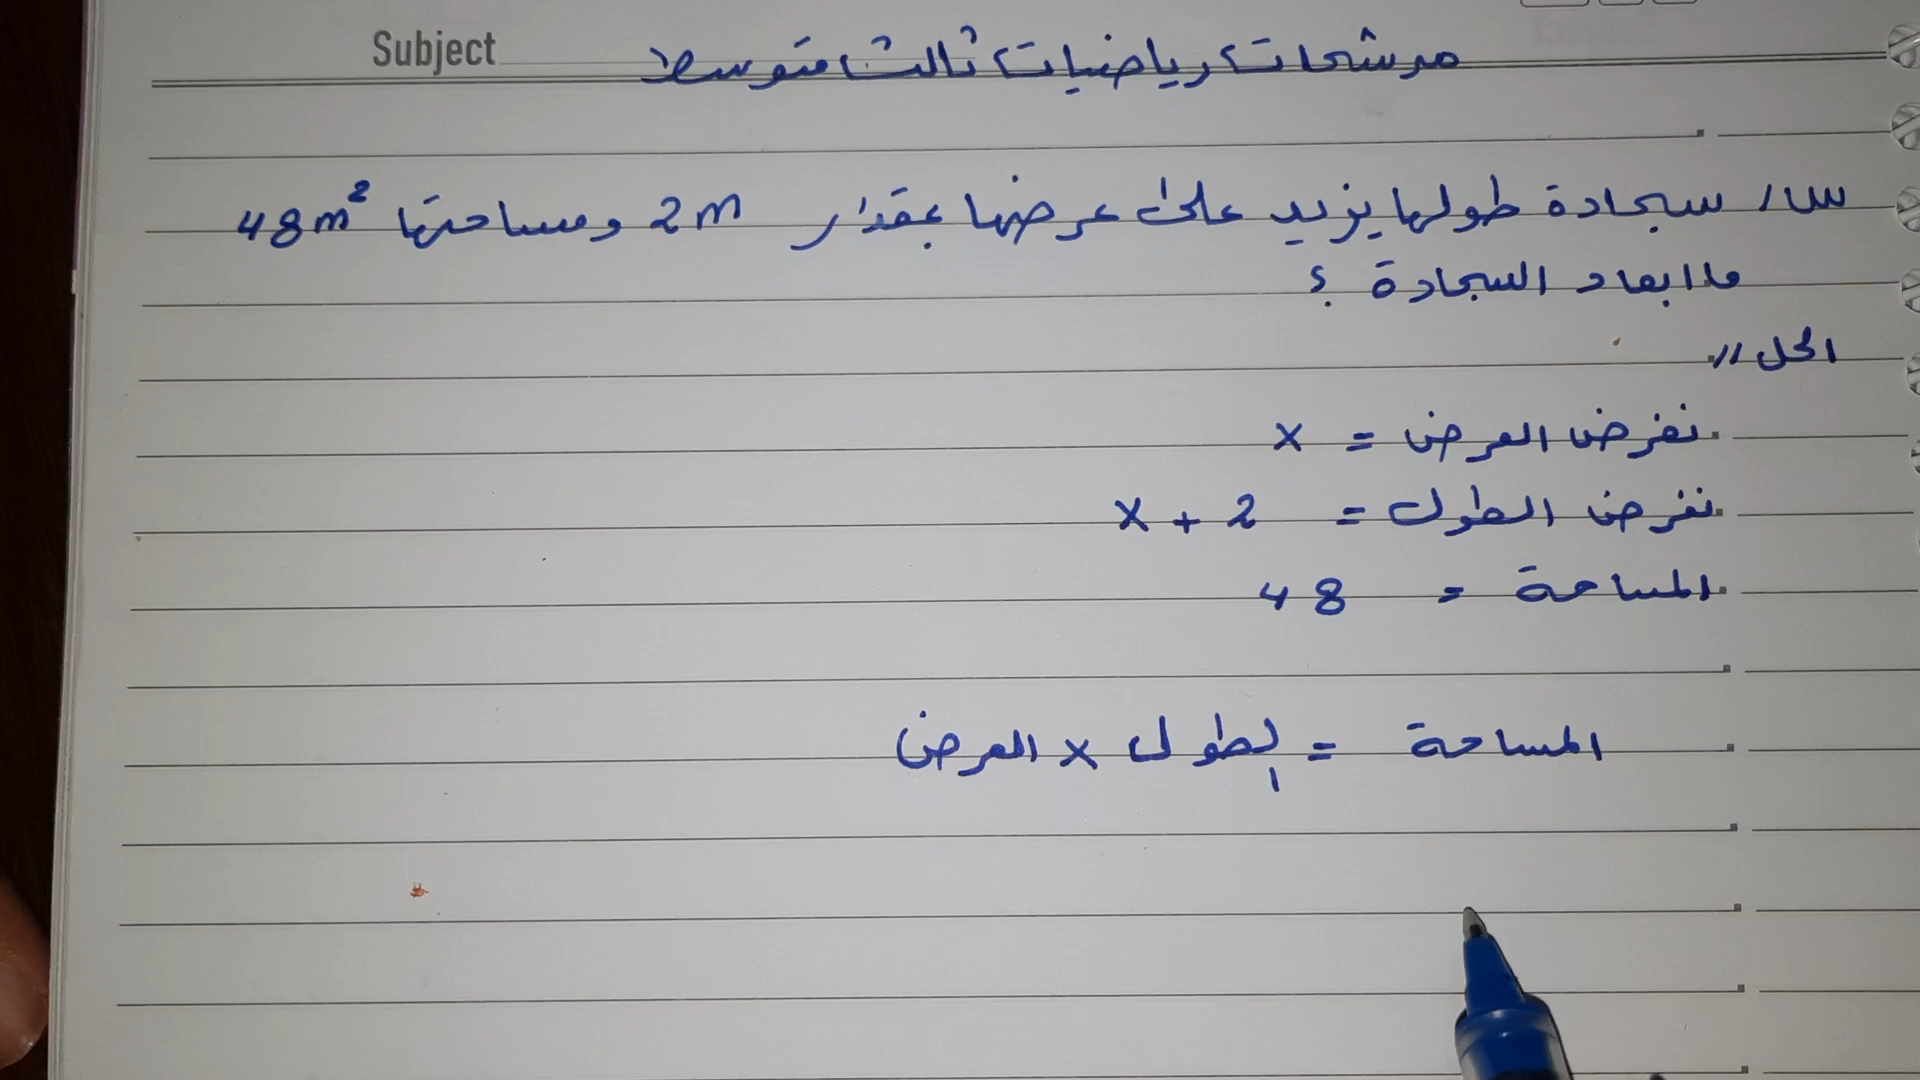 Subject
مرشحات رياضيات ثالث متوسط
س1/ سجادة طولها يزيد على عرضها بمقدار 2m ومساحتها 48m²
ما ابعاد السجادة ؟
الحل //
نفرض العرض = x
نفرض الطول = x + 2
المساحة = 48
المساحة = الطول x العرض